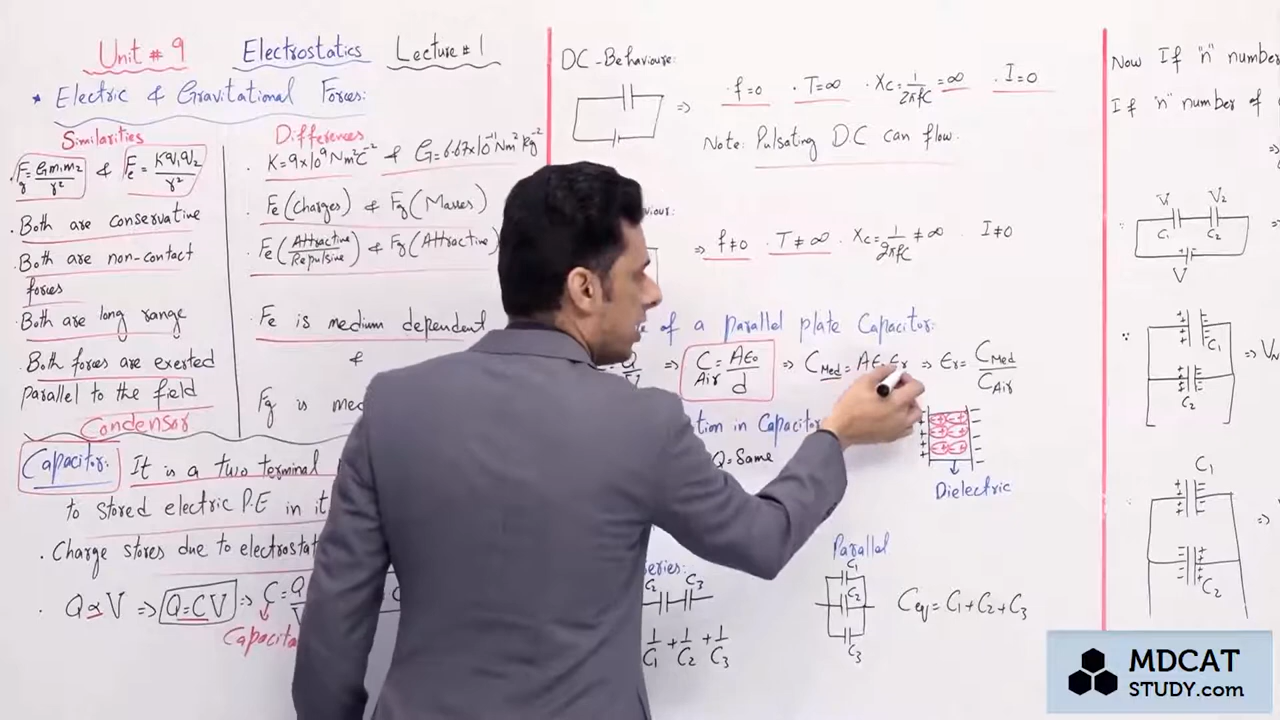 Unit # 9 Electrostatics Lecture # 1
* Electric & Gravitational Forces:
Similarities
. Fg = Gm1m2/r² & Fe = Kq1q2/r²
. Both are conservative
. Both are non-contact
forces
. Both are long range
. Both forces are exerted
parallel to the field
Differences
. K = 9×10⁹ Nm²C⁻² & G = 6.67×10⁻¹¹ Nm² kg⁻²
. Fe (Charges) & Fg (Masses)
. Fe (Attractive/Repulsive) & Fg (Attractive)
. Fe is medium dependent
&
Fg is
Condensor
Capacitor: It is a two terminal
to stored electric P.E in it
. Charge stores due to
. Q ∝ V ⇒ Q = CV ⇒ C = Q/V
DC-Behavioure:
⇒ . f=0 . T=∞ . Xc = 1/2πfC = ∞ . I=0
Note: Pulsating DC can flow.
⇒ f≠0 . T≠∞ . Xc = 1/2πfC ≠ ∞ . I≠0
of a parallel plate Capacitor:
⇒ C Air = Aε₀/d ⇒ C Med = ⇒ εr = C Med/C Air
in Capacitor
Q = Same
Dielectric
C2 C3
1/C1 + 1/C2 + 1/C3
Parallel
C1
C2
C3
Ceq = C1 + C2 + C3
Now If "n" number
If "n" number of
V1 V2
C1 C2
V
C1
C2
C1
C2
MDCAT
STUDY.com